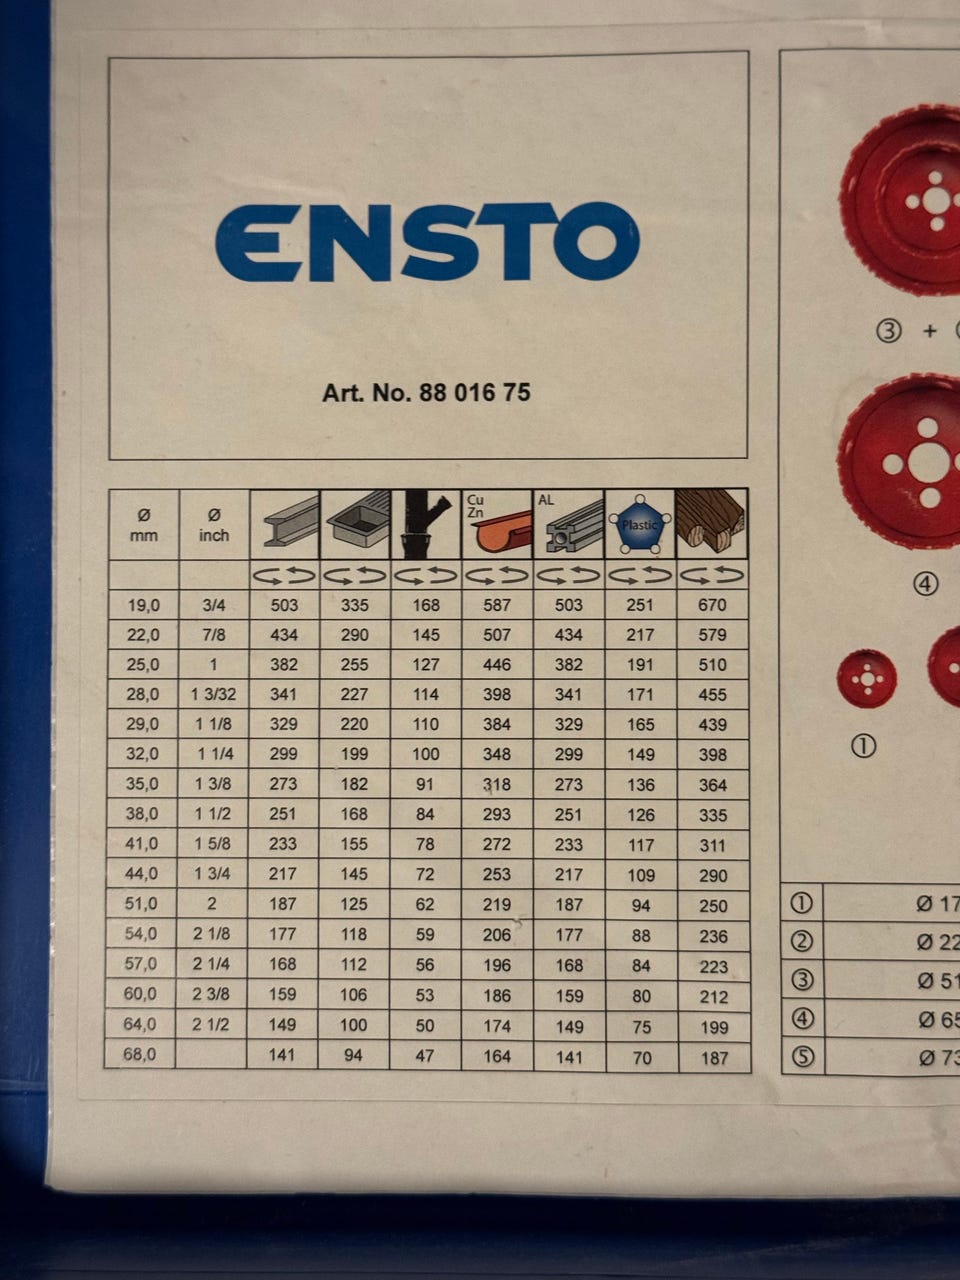 ENSTO
Art. No. 88 016 75
Ø mm Ø inch Cu Zn AL Plastic
19,0 3/4 503 335 168 587 503 251 670
22,0 7/8 434 290 145 507 434 217 579
25,0 1 382 255 127 446 382 191 510
28,0 1 3/32 341 227 114 398 341 171 455
29,0 1 1/8 329 220 110 384 329 165 439
32,0 1 1/4 299 199 100 348 299 149 398
35,0 1 3/8 273 182 91 318 273 136 364
38,0 1 1/2 251 168 84 293 251 126 335
41,0 1 5/8 233 155 78 272 233 117 311
44,0 1 3/4 217 145 72 253 217 109 290
51,0 2 187 125 62 219 187 94 250
54,0 2 1/8 177 118 59 206 177 88 236
57,0 2 1/4 168 112 56 196 168 84 223
60,0 2 3/8 159 106 53 186 159 80 212
64,0 2 1/2 149 100 50 174 149 75 199
68,0 141 94 47 164 141 70 187
③ +
④
①
① Ø 17
② Ø 22
③ Ø 51
④ Ø 65
⑤ Ø 73